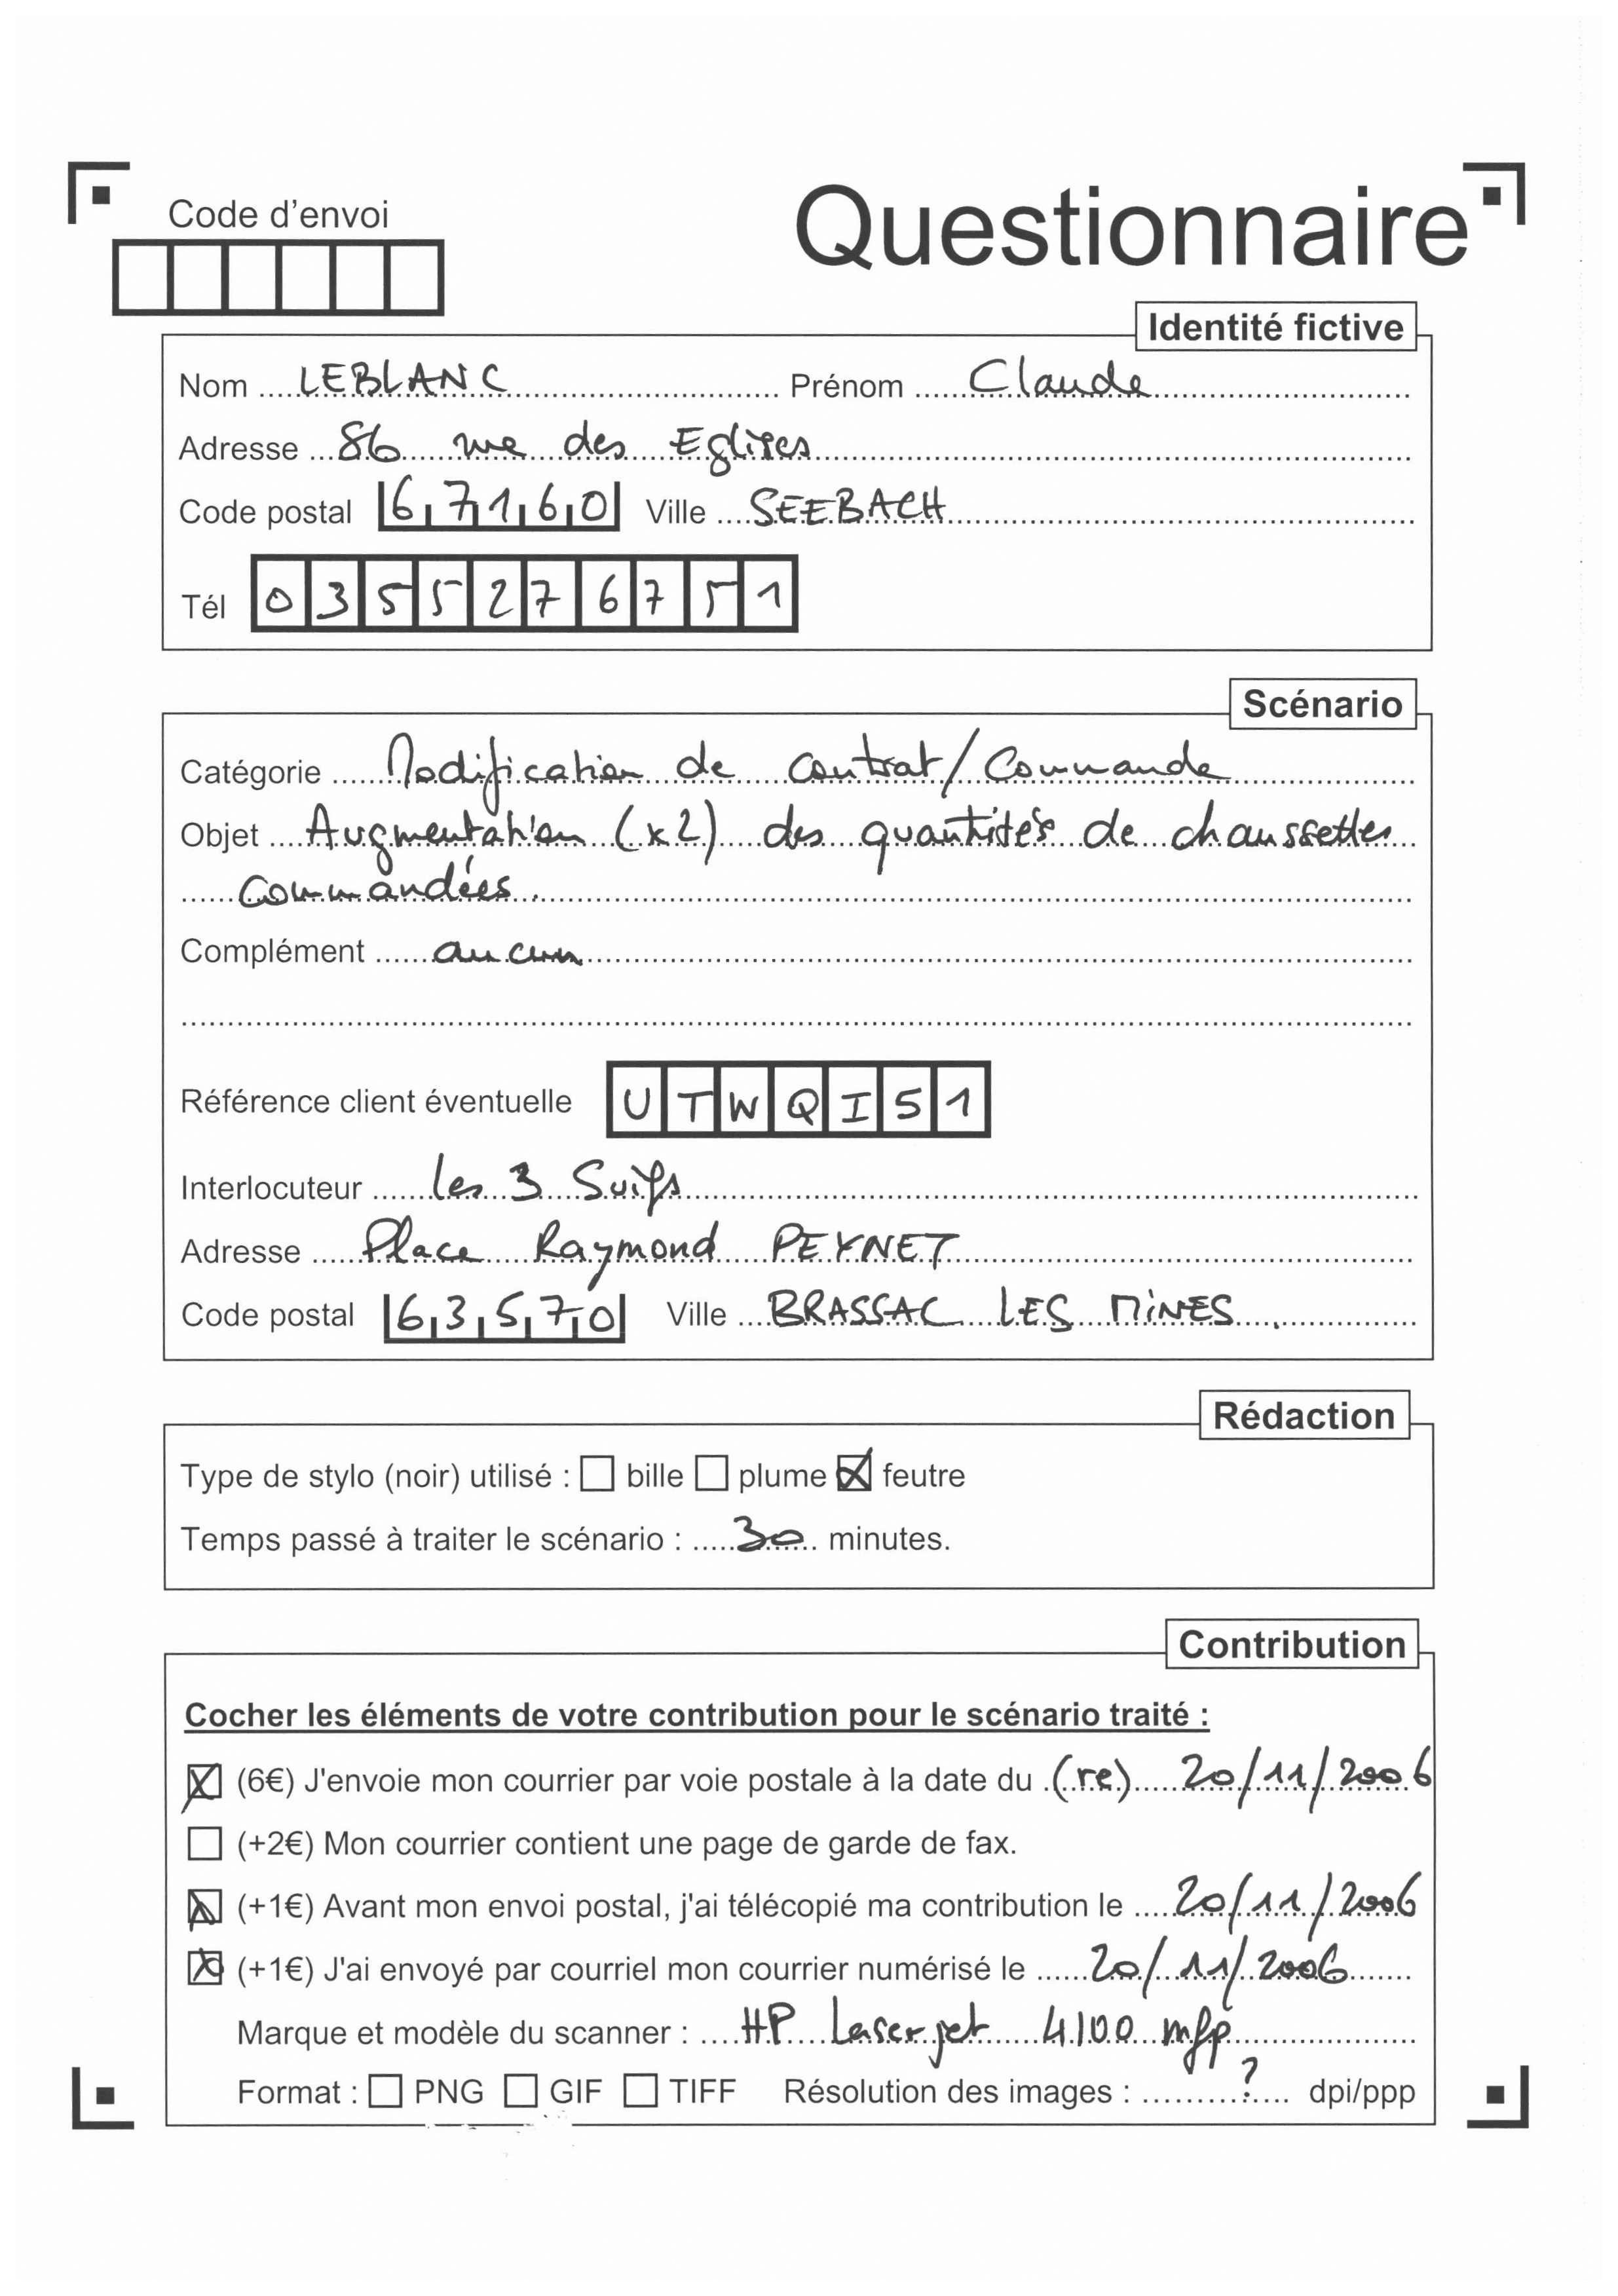 Code d'envoi
Questionnaire
Identité fictive
Nom LEBLANC Prénom Claude
Adresse 86 rue des Eglises
Code postal 67160 Ville SEEBACH
Tél 0355276751
Scénario
Catégorie Modification de contrat/Commande
Objet Augmentation (x2) des quantités de chaussettes
commandées.
Complément aucun
Référence client éventuelle UTWQI51
Interlocuteur les 3 Suifs
Adresse Place Raymond PEYNET
Code postal 63570 Ville BRASSAC LES MINES.
Rédaction
Type de stylo (noir) utilisé : bille plume feutre
Temps passé à traiter le scénario : 30 minutes.
Contribution
Cocher les éléments de votre contribution pour le scénario traité :
(6€) J'envoie mon courrier par voie postale à la date du (re) 20/11/2006
(+2€) Mon courrier contient une page de garde de fax.
(+1€) Avant mon envoi postal, j'ai télécopié ma contribution le 20/11/2006
(+1€) J'ai envoyé par courriel mon courrier numérisé le 20/11/2006
Marque et modèle du scanner : HP Laserjet 4100 mfp
Format : PNG GIF TIFF Résolution des images : ? dpi/ppp